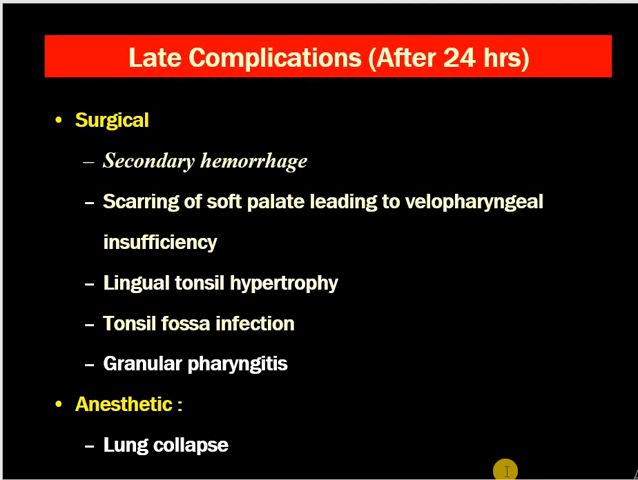 Late Complications (After 24 hrs)
• Surgical
– Secondary hemorrhage
– Scarring of soft palate leading to velopharyngeal
insufficiency
– Lingual tonsil hypertrophy
– Tonsil fossa infection
– Granular pharyngitis
• Anesthetic :
– Lung collapse